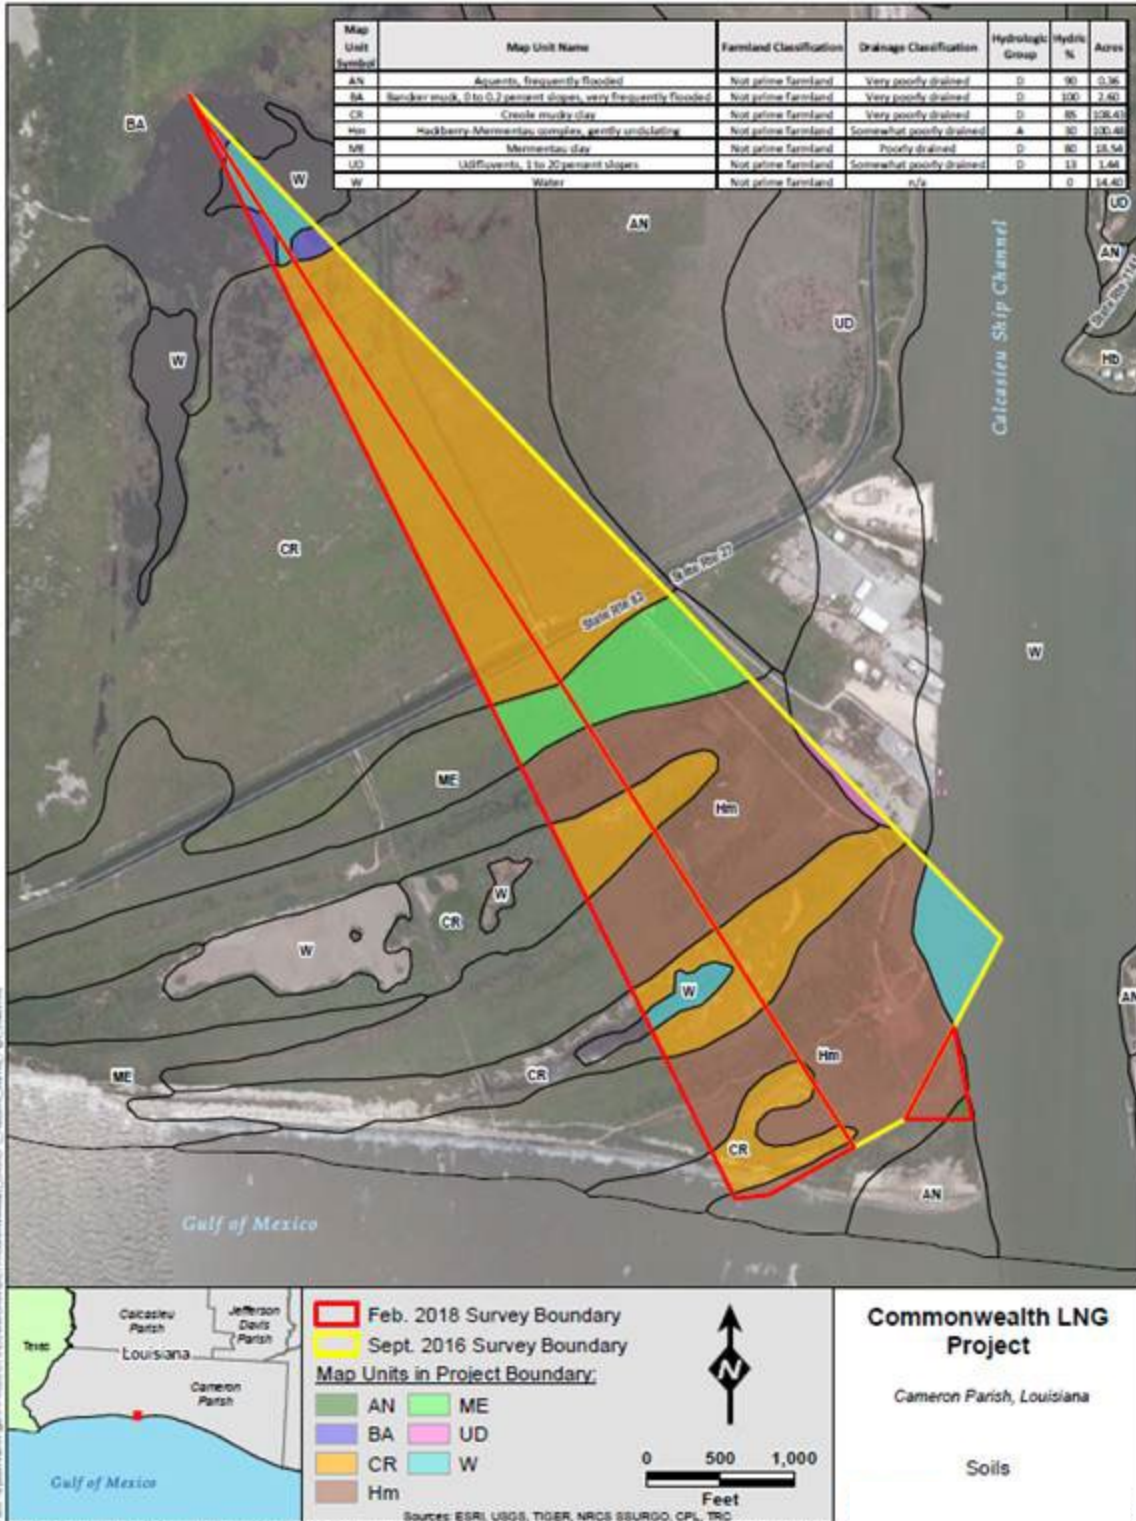 Map Unit Symbol Map Unit Name Farmland Classification Drainage Classification Hydrologic Group Hydric % Acres
AN Aquents, frequently flooded Not prime farmland Very poorly drained D 90 0.36
BA Bancker muck, 0 to 0.2 percent slopes, very frequently flooded Not prime farmland Very poorly drained D 100 2.60
CR Creole mucky clay Not prime farmland Very poorly drained D 85 108.43
Hm Hackberry-Mermentau complex, gently undulating Not prime farmland Somewhat poorly drained A 30 100.48
ME Mermentau clay Not prime farmland Poorly drained D 80 18.54
UD Udifluvents, 1 to 20 percent slopes Not prime farmland Somewhat poorly drained D 13 1.44
W Water Not prime farmland n/a 0 14.40
BA
W
AN
UD
AN
UD
Hb
W
CR
Calcasieu Ship Channel
State Rte 27
State Rte 82
W
ME
Hm
W
CR
W
W
AN
Hm
CR
ME
CR
AN
Gulf of Mexico
Texas
Calcasieu Parish
Jefferson Davis Parish
Louisiana
Cameron Parish
Gulf of Mexico
Feb. 2018 Survey Boundary
Sept. 2016 Survey Boundary
Map Units in Project Boundary:
AN ME
BA UD
CR W
Hm
N
0 500 1,000
Feet
Sources: ESRI, USGS, TIGER, NRCS SSURGO, CPL, TRC
Commonwealth LNG
Project
Cameron Parish, Louisiana
Soils